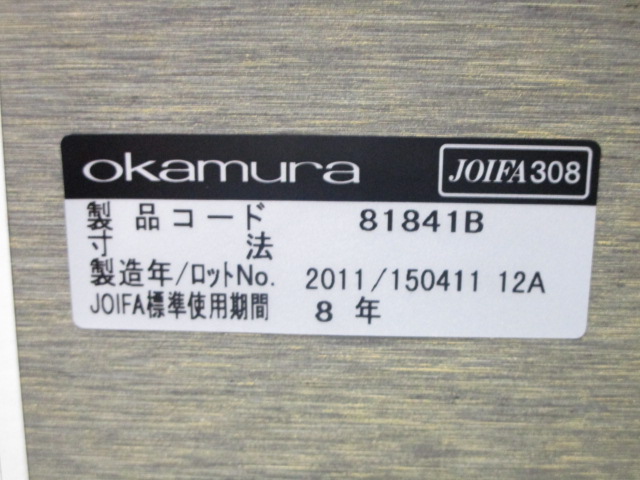 okamura JOIFA308
製品コード 81841B
寸法
製造年/ロットNo. 2011/150411 12A
JOIFA標準使用期間 8年